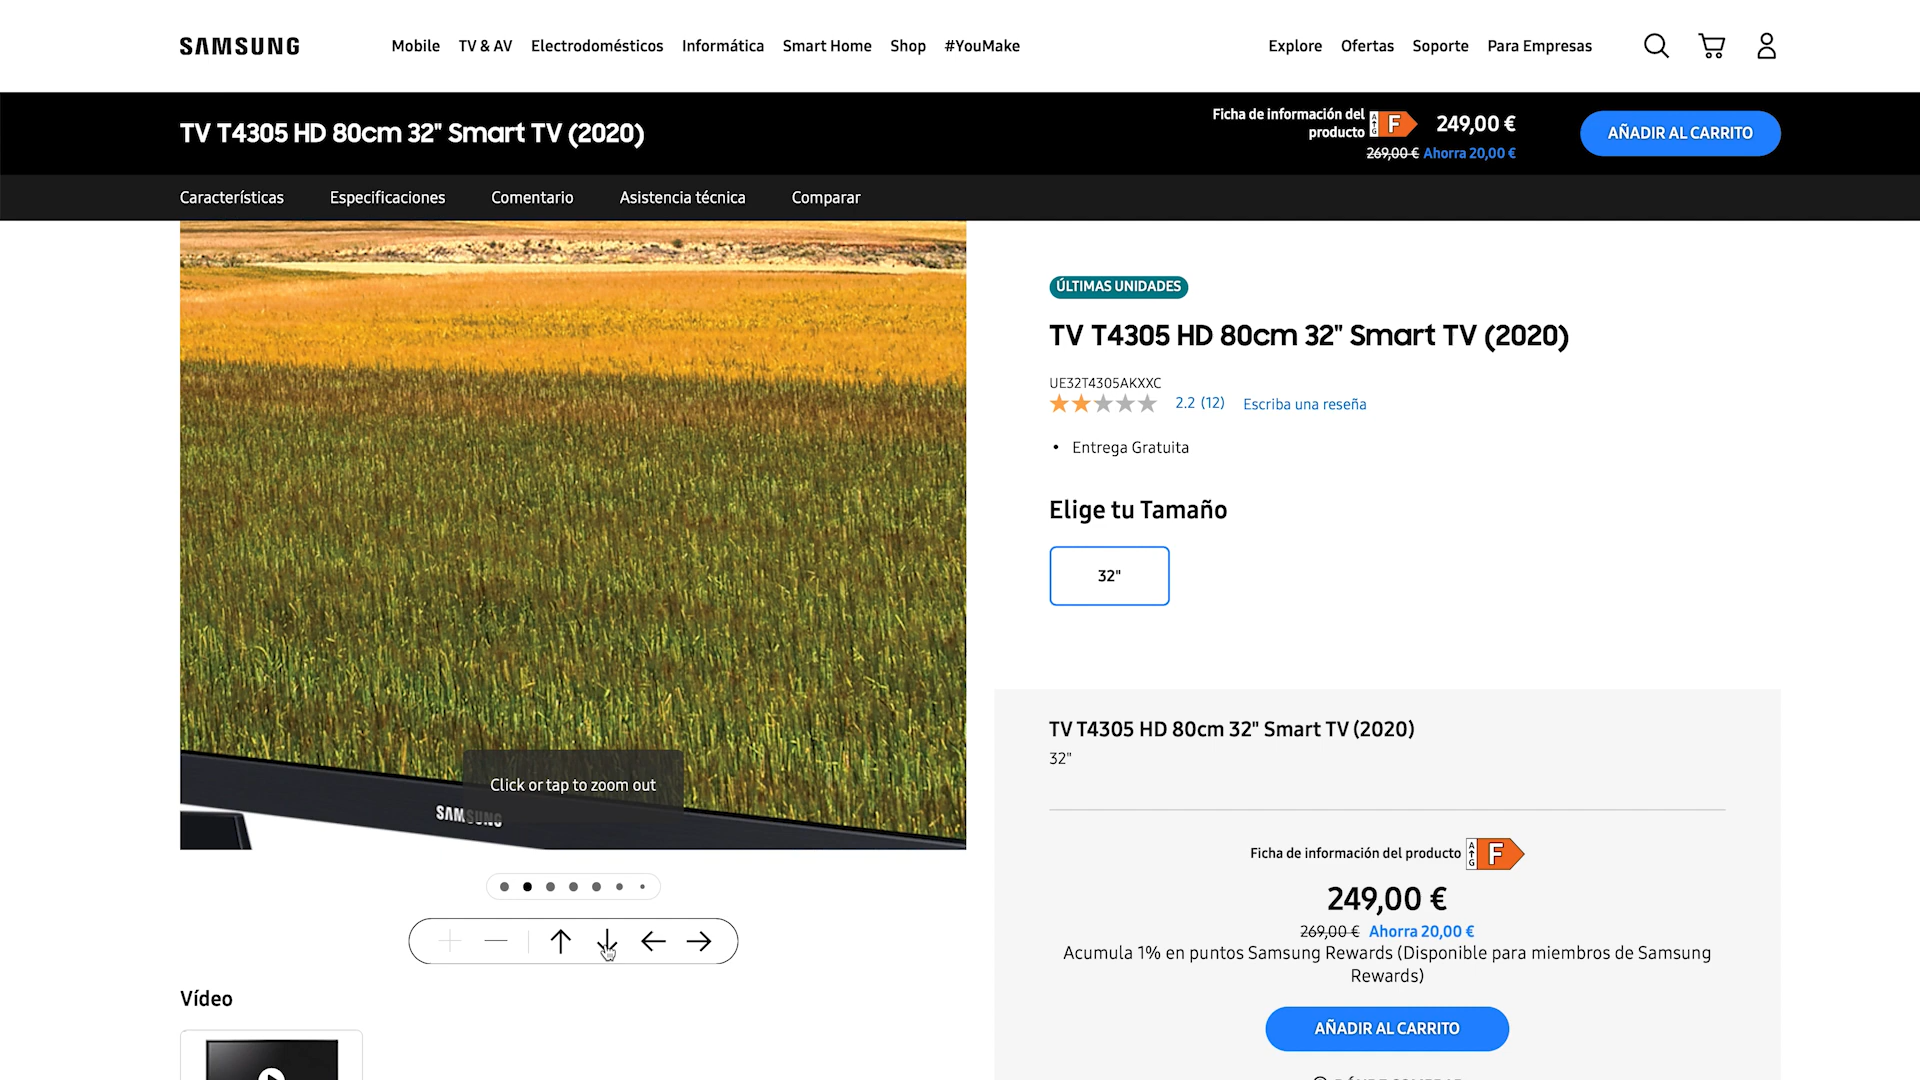 SAMSUNG
Mobile TV & AV Electrodomésticos Informática Smart Home Shop #YouMake
Explore Ofertas Soporte Para Empresas
TV T4305 HD 80cm 32" Smart TV (2020)
Ficha de información del
producto
A
G
F
249,00 €
269,00 € Ahorra 20,00 €
AÑADIR AL CARRITO
Características Especificaciones Comentario Asistencia técnica Comparar
ÚLTIMAS UNIDADES
TV T4305 HD 80cm 32" Smart TV (2020)
UE32T4305AKXXC
2.2 (12) Escriba una reseña
• Entrega Gratuita
Elige tu Tamaño
32"
Click or tap to zoom out
SAMSUNG
Vídeo
TV T4305 HD 80cm 32" Smart TV (2020)
32"
Ficha de información del producto
A
G
F
249,00 €
269,00 € Ahorra 20,00 €
Acumula 1% en puntos Samsung Rewards (Disponible para miembros de Samsung
Rewards)
AÑADIR AL CARRITO